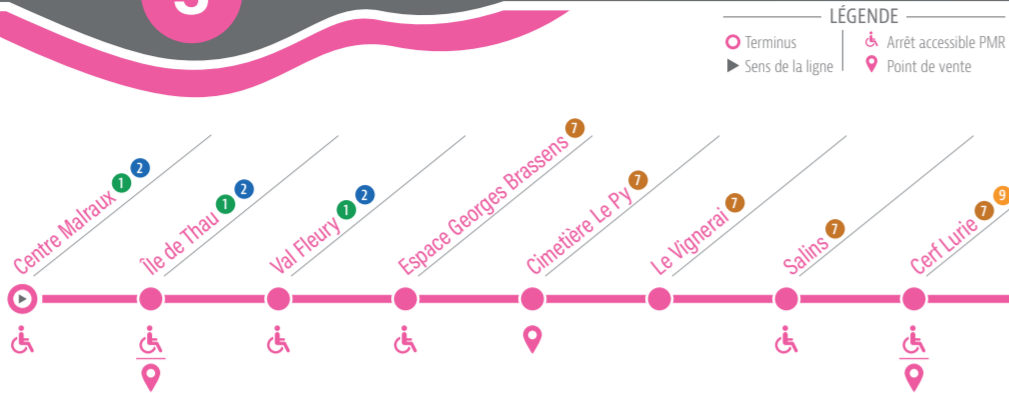 3
LÉGENDE
Terminus
Arrêt accessible PMR
Sens de la ligne
Point de vente
Centre Malraux 1 2
Île de Thau 1 2
Val Fleury 1 2
Espace Georges Brassens 7
Cimetière Le Py 7
Le Vignerai 7
Salins 7
Cerf Lurie 7 9